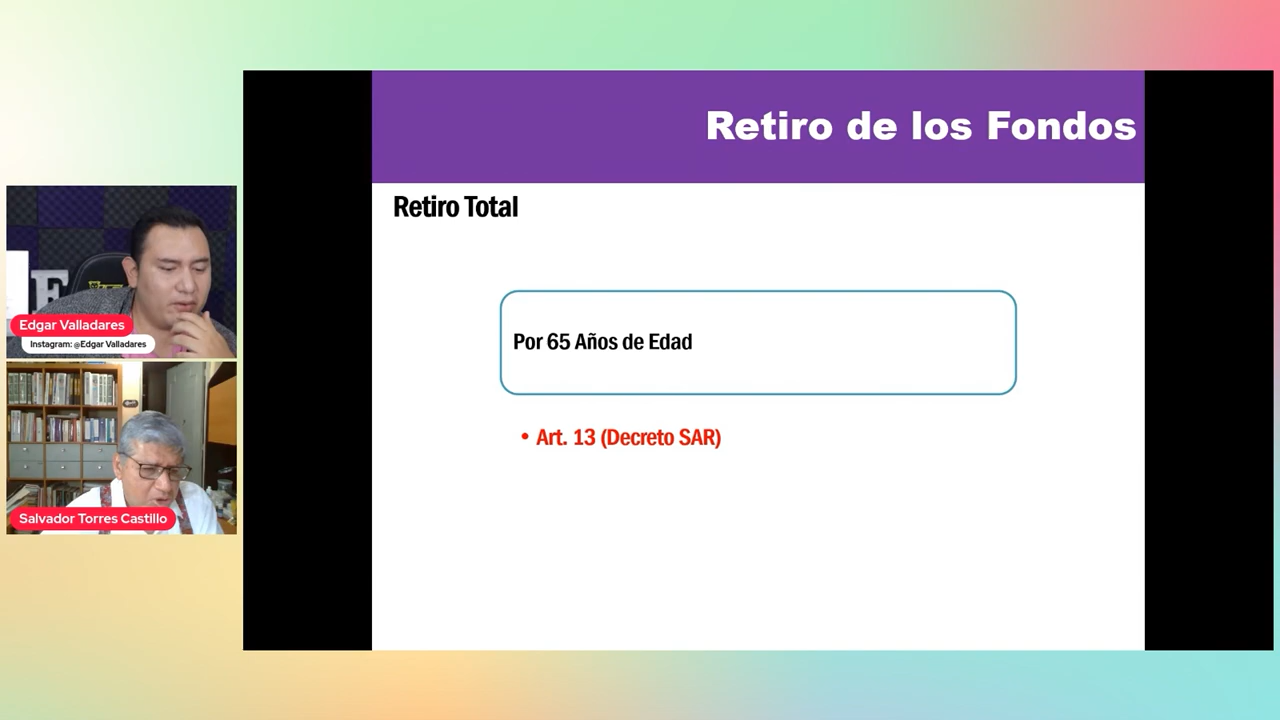 Retiro de los Fondos
Retiro Total
Por 65 Años de Edad
• Art. 13 (Decreto SAR)
E
Edgar Valladares
Instagram: @Edgar Valladares
Salvador Torres Castillo